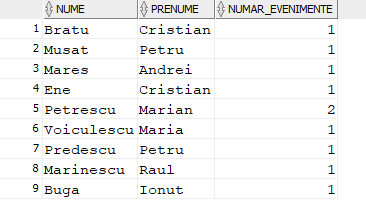 NUME PRENUME NUMAR_EVENIMENTE
1 Bratu Cristian 1
2 Musat Petru 1
3 Mares Andrei 1
4 Ene Cristian 1
5 Petrescu Marian 2
6 Voiculescu Maria 1
7 Predescu Petru 1
8 Marinescu Raul 1
9 Buga Ionut 1